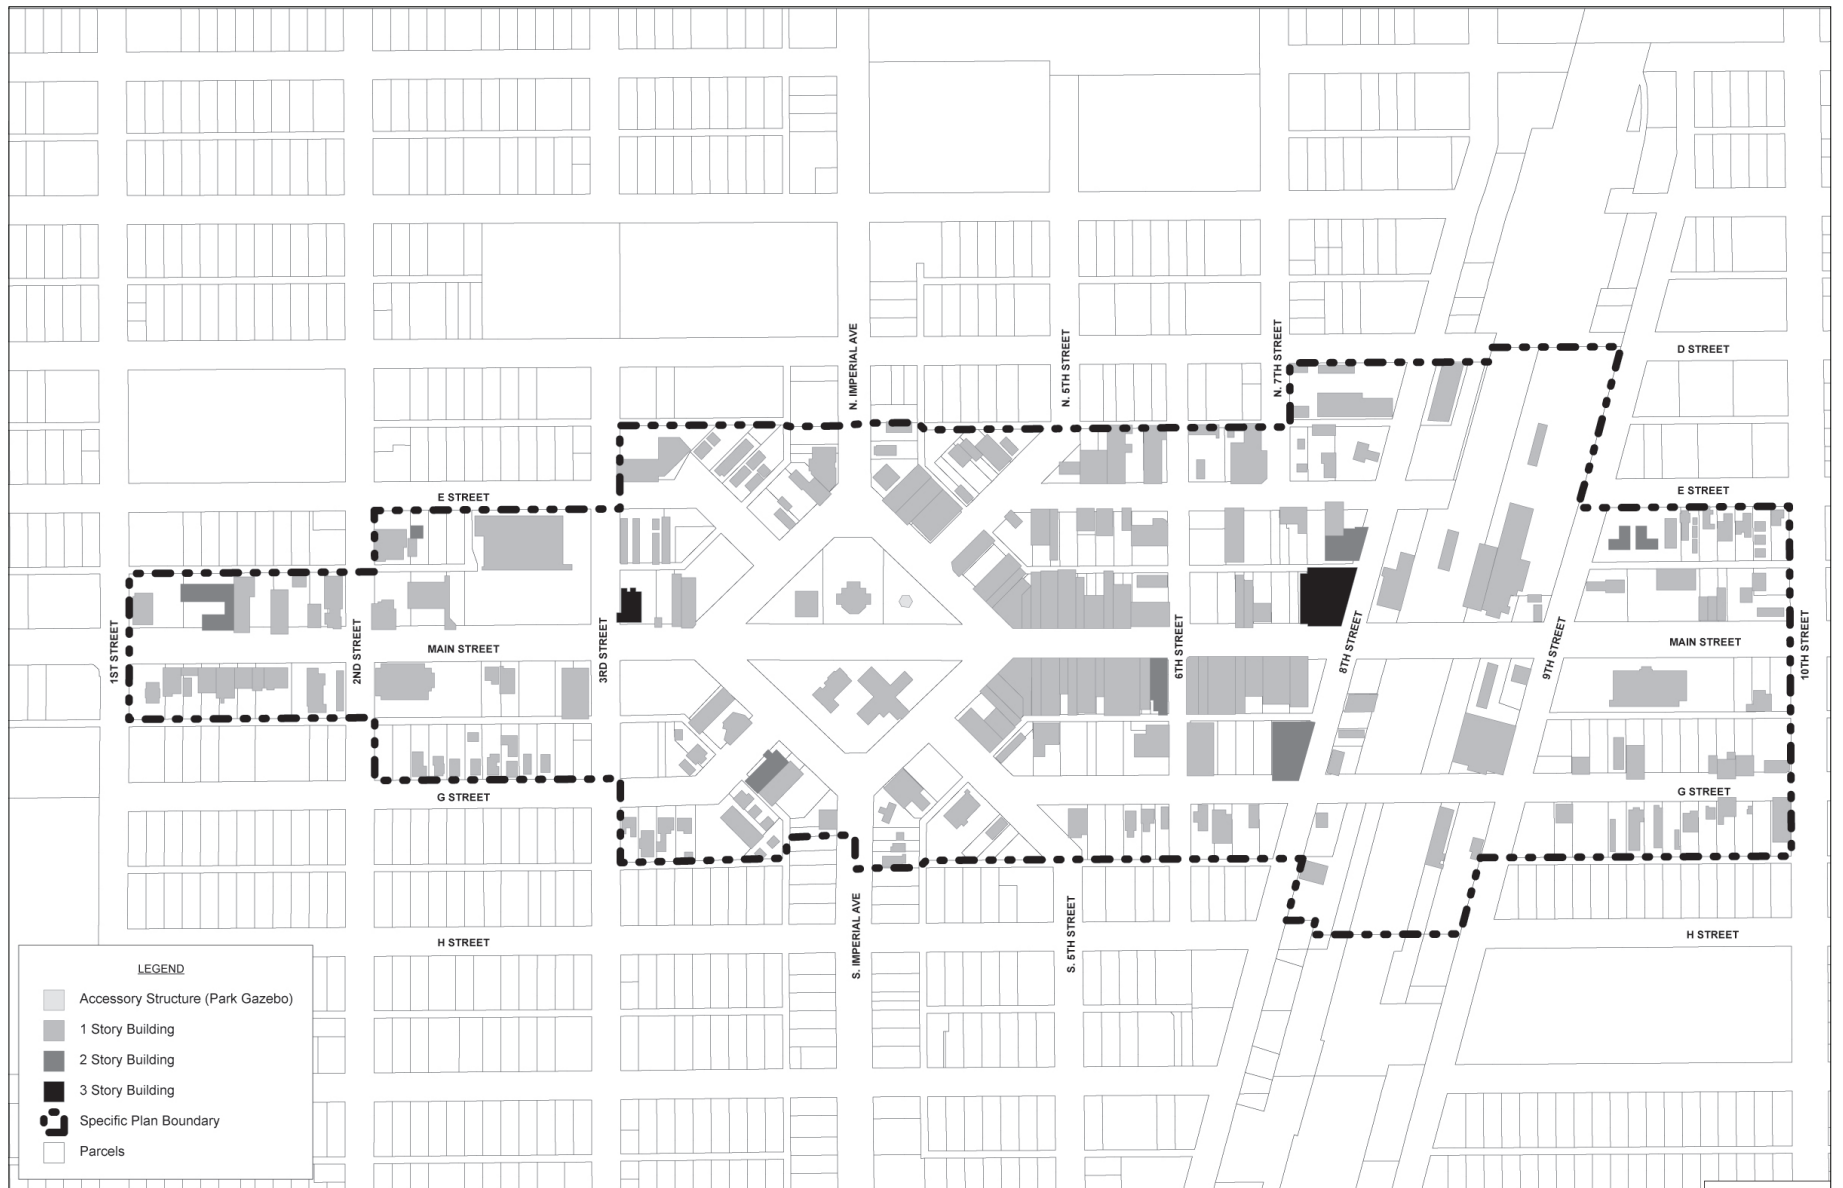 N. IMPERIAL AVE
N. 5TH STREET
N. 7TH STREET
D STREET
E STREET
E STREET
1ST STREET
2ND STREET
MAIN STREET
3RD STREET
6TH STREET
8TH STREET
9TH STREET
MAIN STREET
10TH STREET
G STREET
G STREET
H STREET
S. IMPERIAL AVE
S. 5TH STREET
H STREET
LEGEND
Accessory Structure (Park Gazebo)
1 Story Building
2 Story Building
3 Story Building
Specific Plan Boundary
Parcels